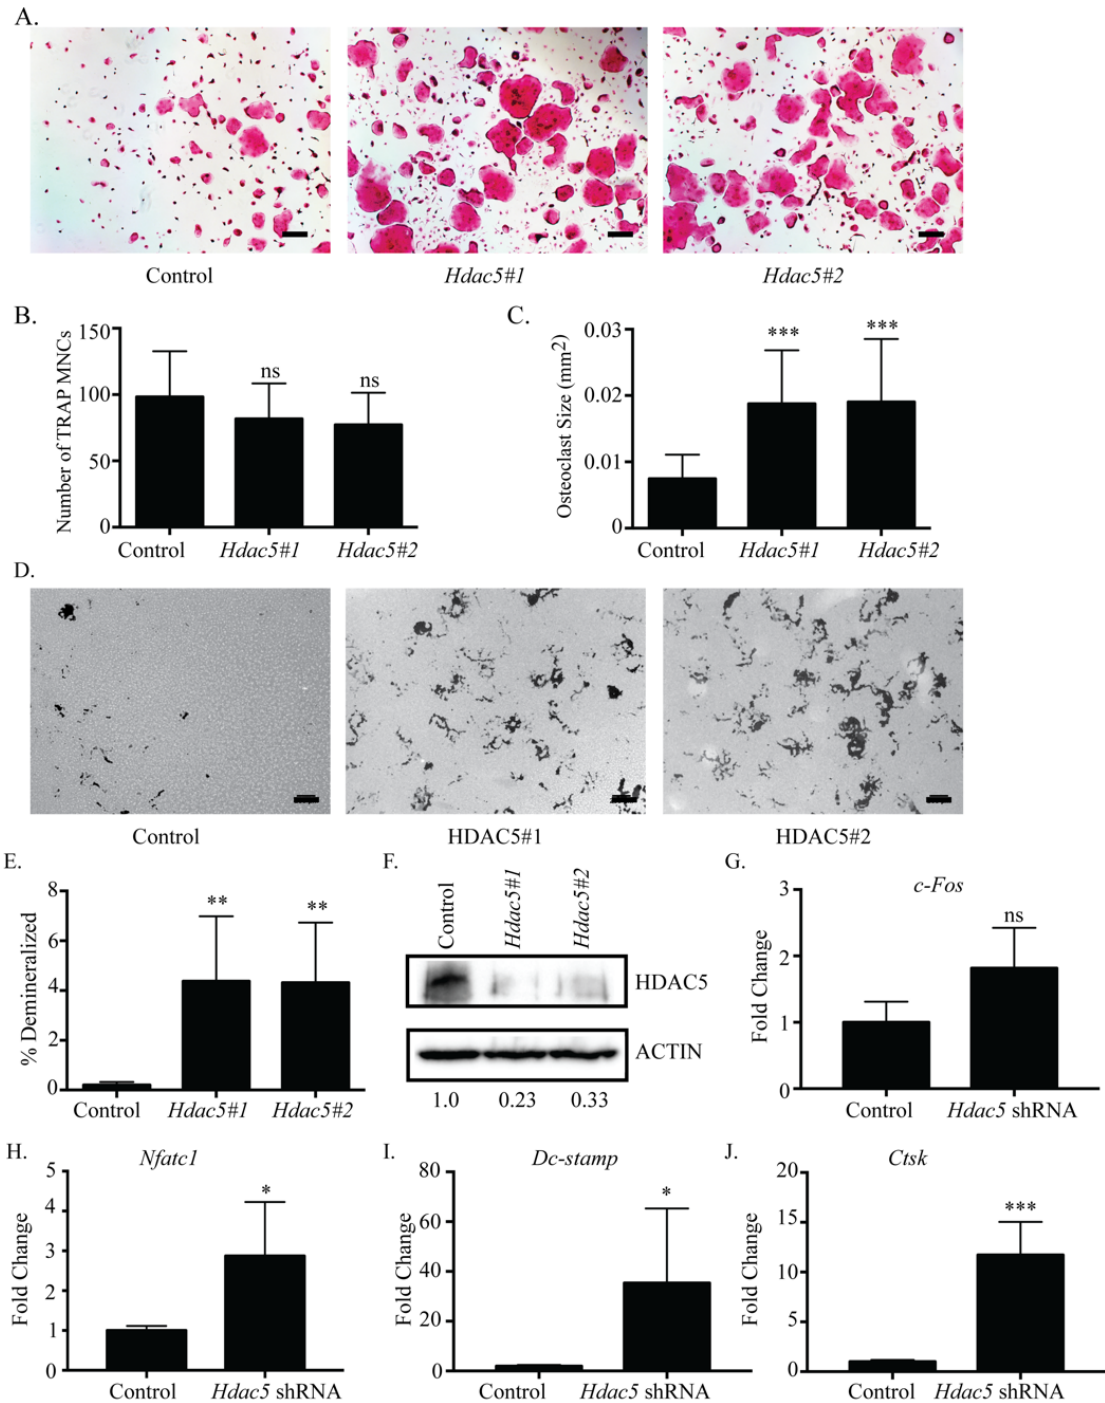 A.
Control
Hdac5#1
Hdac5#2
B.
Number of TRAP MNCs
150
100
50
0
ns
ns
Control
Hdac5#1
Hdac5#2
C.
Osteoclast Size (mm2)
0.03
0.02
0.01
0
***
***
Control
Hdac5#1
Hdac5#2
D.
Control
HDAC5#1
HDAC5#2
E.
% Demineralized
8
6
4
2
0
**
**
Control
Hdac5#1
Hdac5#2
F.
Control
Hdac5#1
Hdac5#2
HDAC5
ACTIN
1.0 0.23 0.33
G.
c-Fos
Fold Change
3
2
1
0
ns
Control
Hdac5 shRNA
H.
Nfatc1
Fold Change
5
4
3
2
1
0
*
Control
Hdac5 shRNA
I.
Dc-stamp
Fold Change
80
60
40
20
0
*
Control
Hdac5 shRNA
J.
Ctsk
Fold Change
20
15
10
5
0
***
Control
Hdac5 shRNA